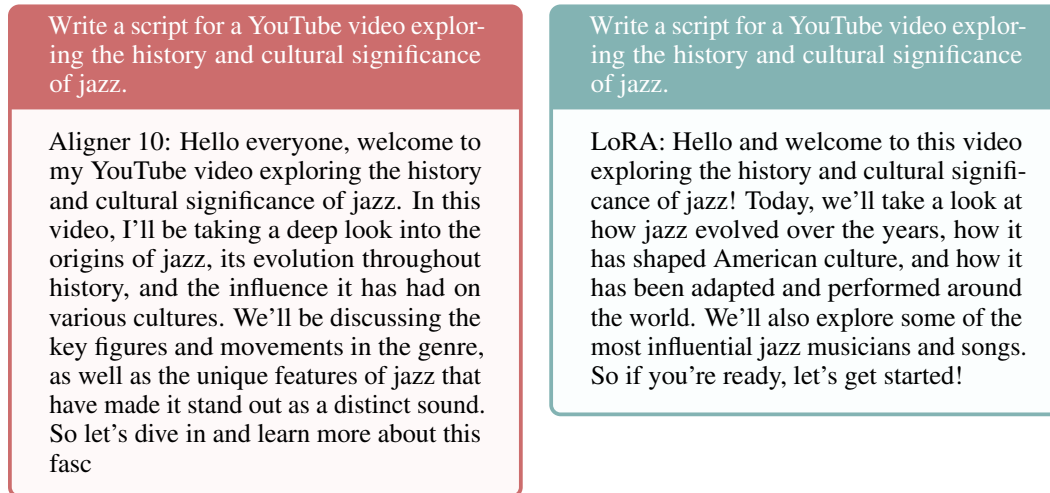 Write a script for a YouTube video explor-
ing the history and cultural significance
of jazz.
Aligner 10: Hello everyone, welcome to
my YouTube video exploring the history
and cultural significance of jazz. In this
video, I'll be taking a deep look into the
origins of jazz, its evolution throughout
history, and the influence it has had on
various cultures. We'll be discussing the
key figures and movements in the genre,
as well as the unique features of jazz that
have made it stand out as a distinct sound.
So let's dive in and learn more about this
fasc
Write a script for a YouTube video explor-
ing the history and cultural significance
of jazz.
LoRA: Hello and welcome to this video
exploring the history and cultural signifi-
cance of jazz! Today, we'll take a look at
how jazz evolved over the years, how it
has shaped American culture, and how it
has been adapted and performed around
the world. We'll also explore some of the
most influential jazz musicians and songs.
So if you're ready, let's get started!